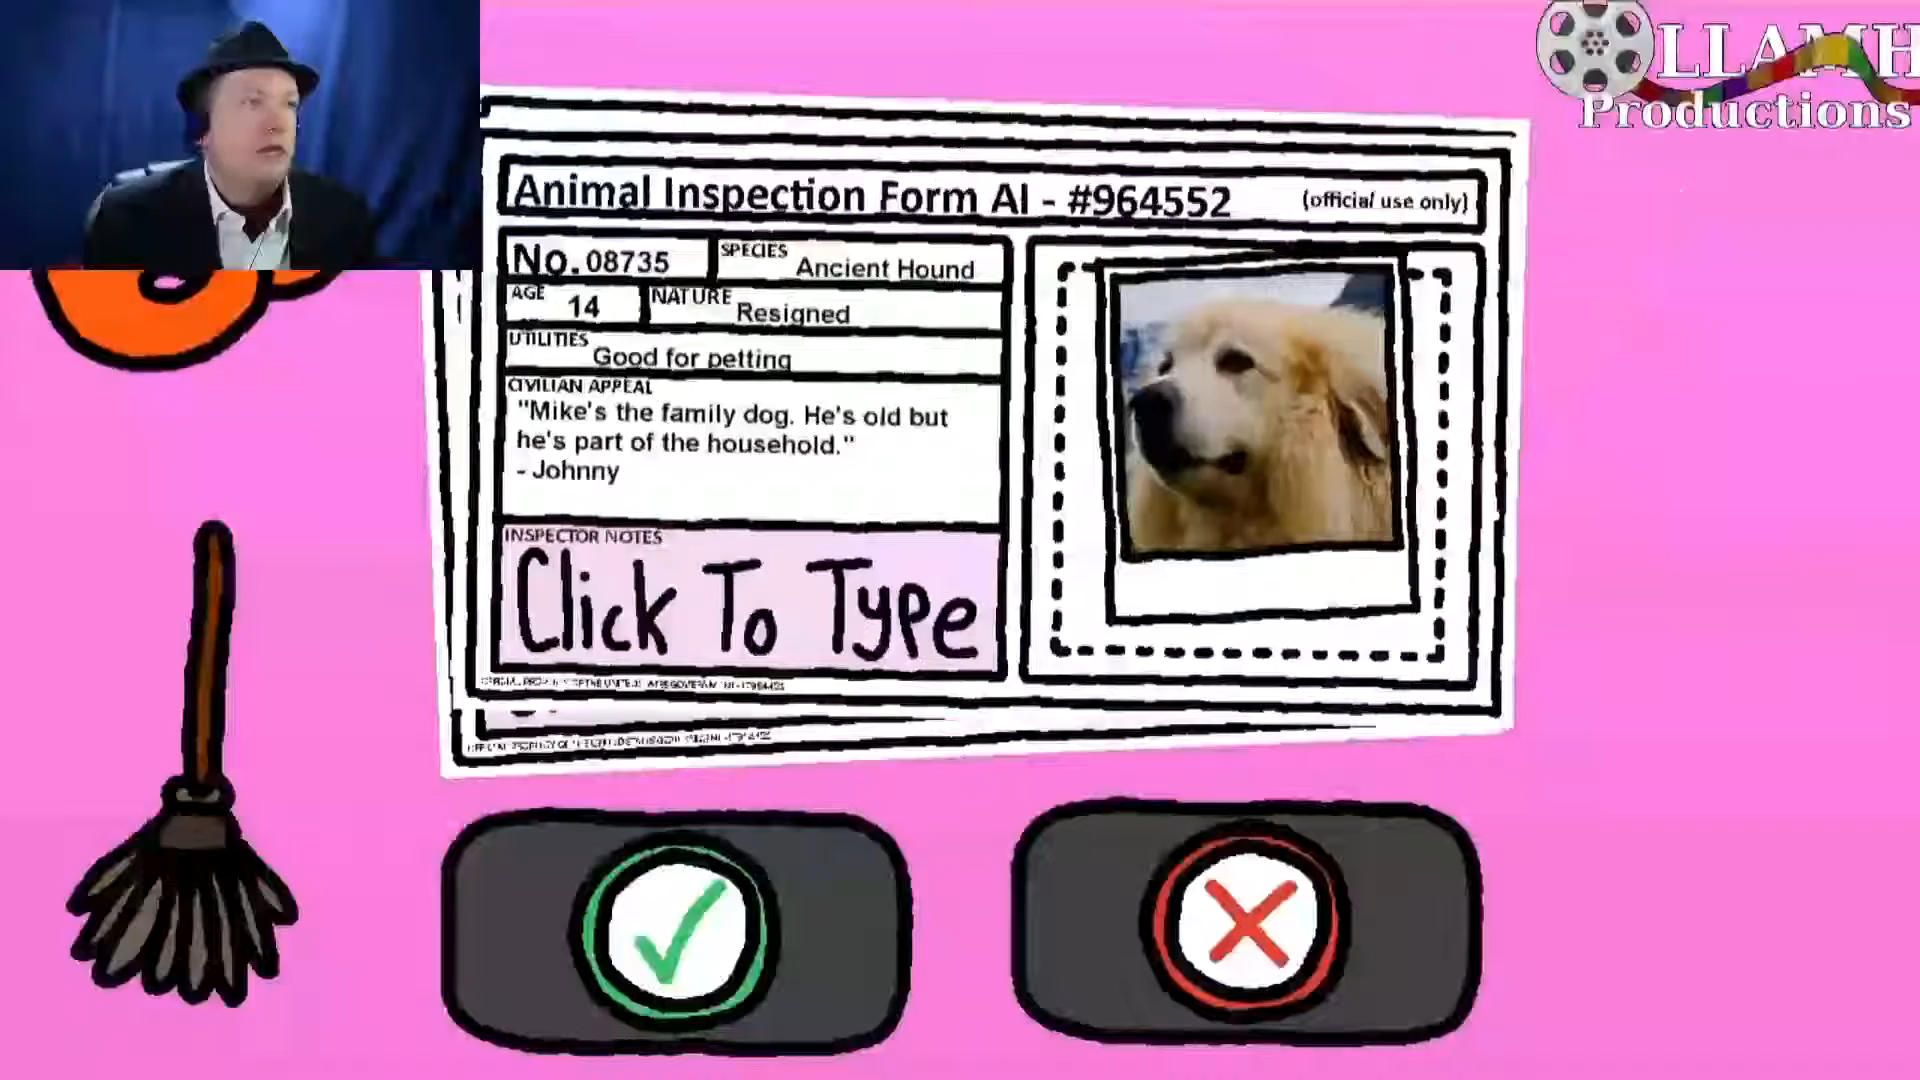 LLAMH
Productions
Animal Inspection Form AI - #964552
(official use only)
No. 08735
SPECIES
Ancient Hound
AGE
14
NATURE
Resigned
UTILITIES
Good for petting
CIVILIAN APPEAL
"Mike's the family dog. He's old but
he's part of the household."
- Johnny
INSPECTOR NOTES
Click To Type